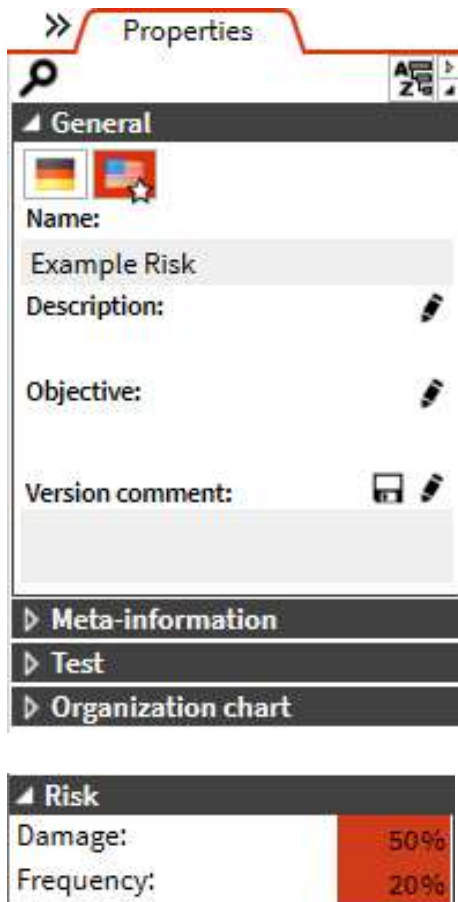 Properties
A
Z
General
Name:
Example Risk
Description:
Objective:
Version comment:
Meta-information
Test
Organization chart
Risk
Damage: 50%
Frequency: 20%